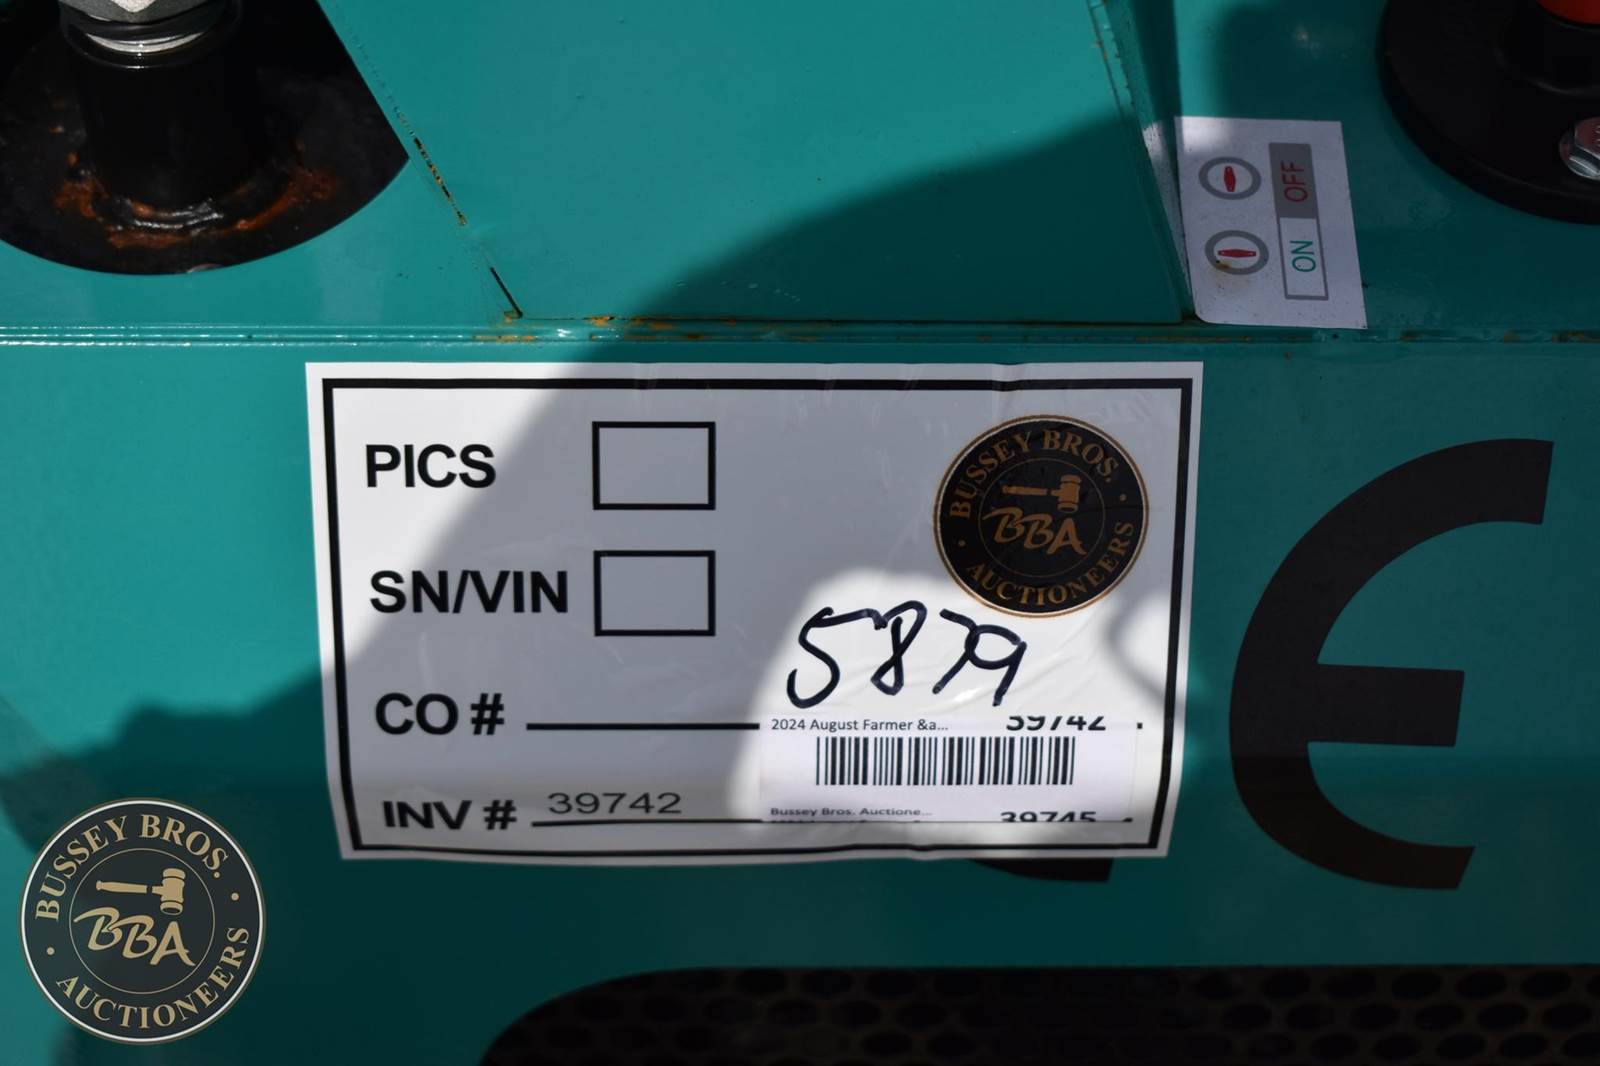 OFF
ON
PICS
BUSSEY BROS.
BBA
AUCTIONEERS
SN/VIN
5879
CO #
2024 August Farmer &a... 39742
INV # 39742
Bussey Bros. Auctione... 39745
CE
BUSSEY BROS.
BBA
AUCTIONEERS